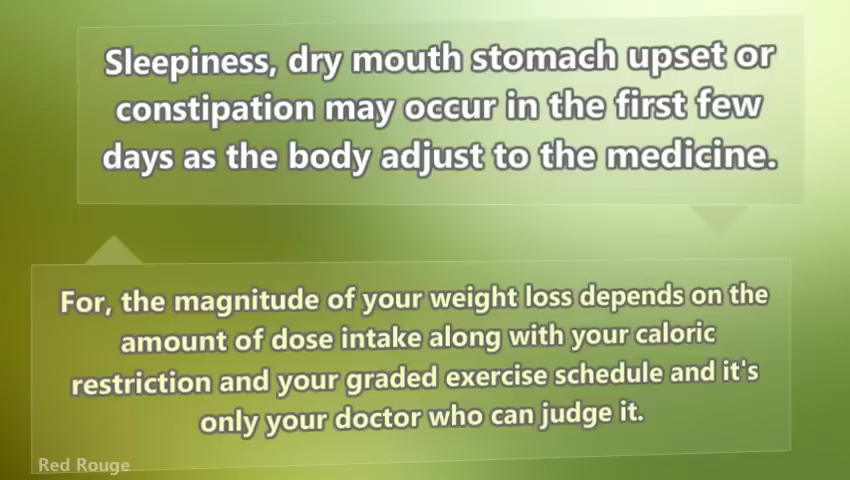 Sleepiness, dry mouth stomach upset or
constipation may occur in the first few
days as the body adjust to the medicine.
For, the magnitude of your weight loss depends on the
amount of dose intake along with your caloric
restriction and your graded exercise schedule and it's
only your doctor who can judge it.
Red Rouge